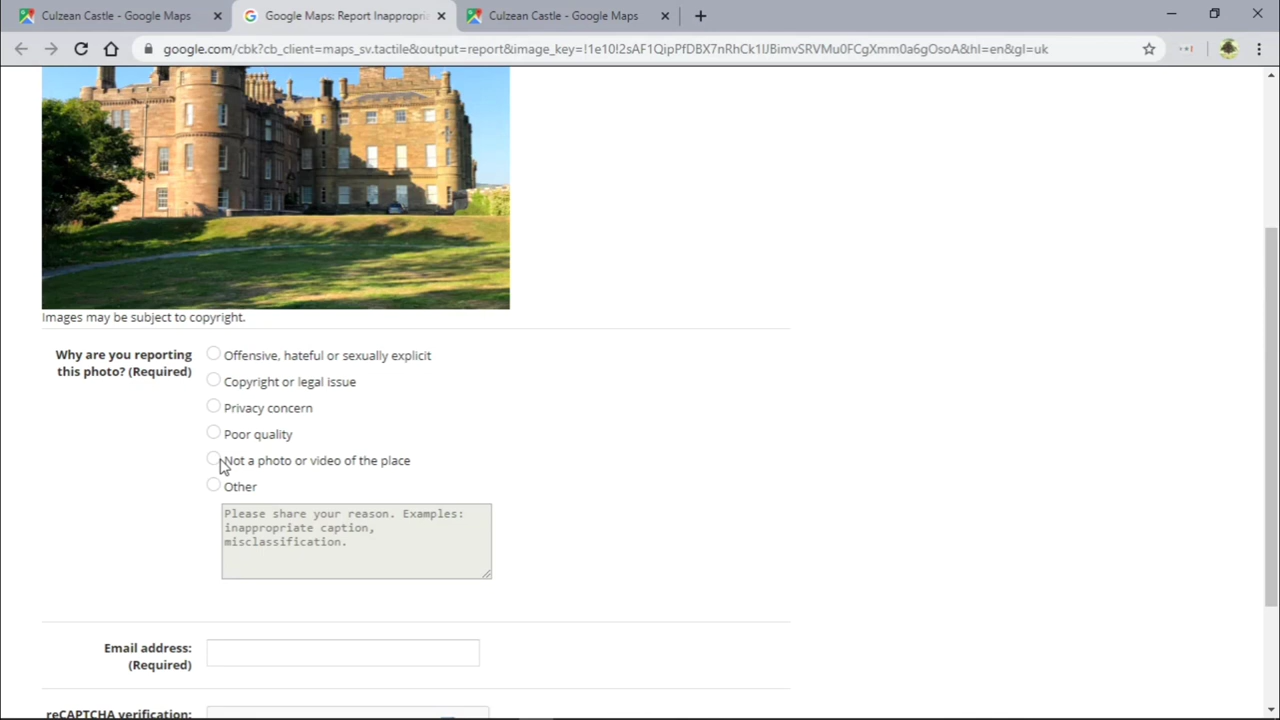 Culzean Castle - Google Maps
Google Maps: Report Inappropria
Culzean Castle - Google Maps
google.com/cbk?cb_client=maps_sv.tactile&output=report&image_key=!1e10!2sAF1QipPfDBX7nRhCk1IJBimvSRVMu0FCgXmm0a6gOsoA&hl=en&gl=uk
Images may be subject to copyright.
Why are you reporting
this photo? (Required)
Offensive, hateful or sexually explicit
Copyright or legal issue
Privacy concern
Poor quality
Not a photo or video of the place
Other
Please share your reason. Examples:
inappropriate caption,
misclassification.
Email address:
(Required)
reCAPTCHA verification: